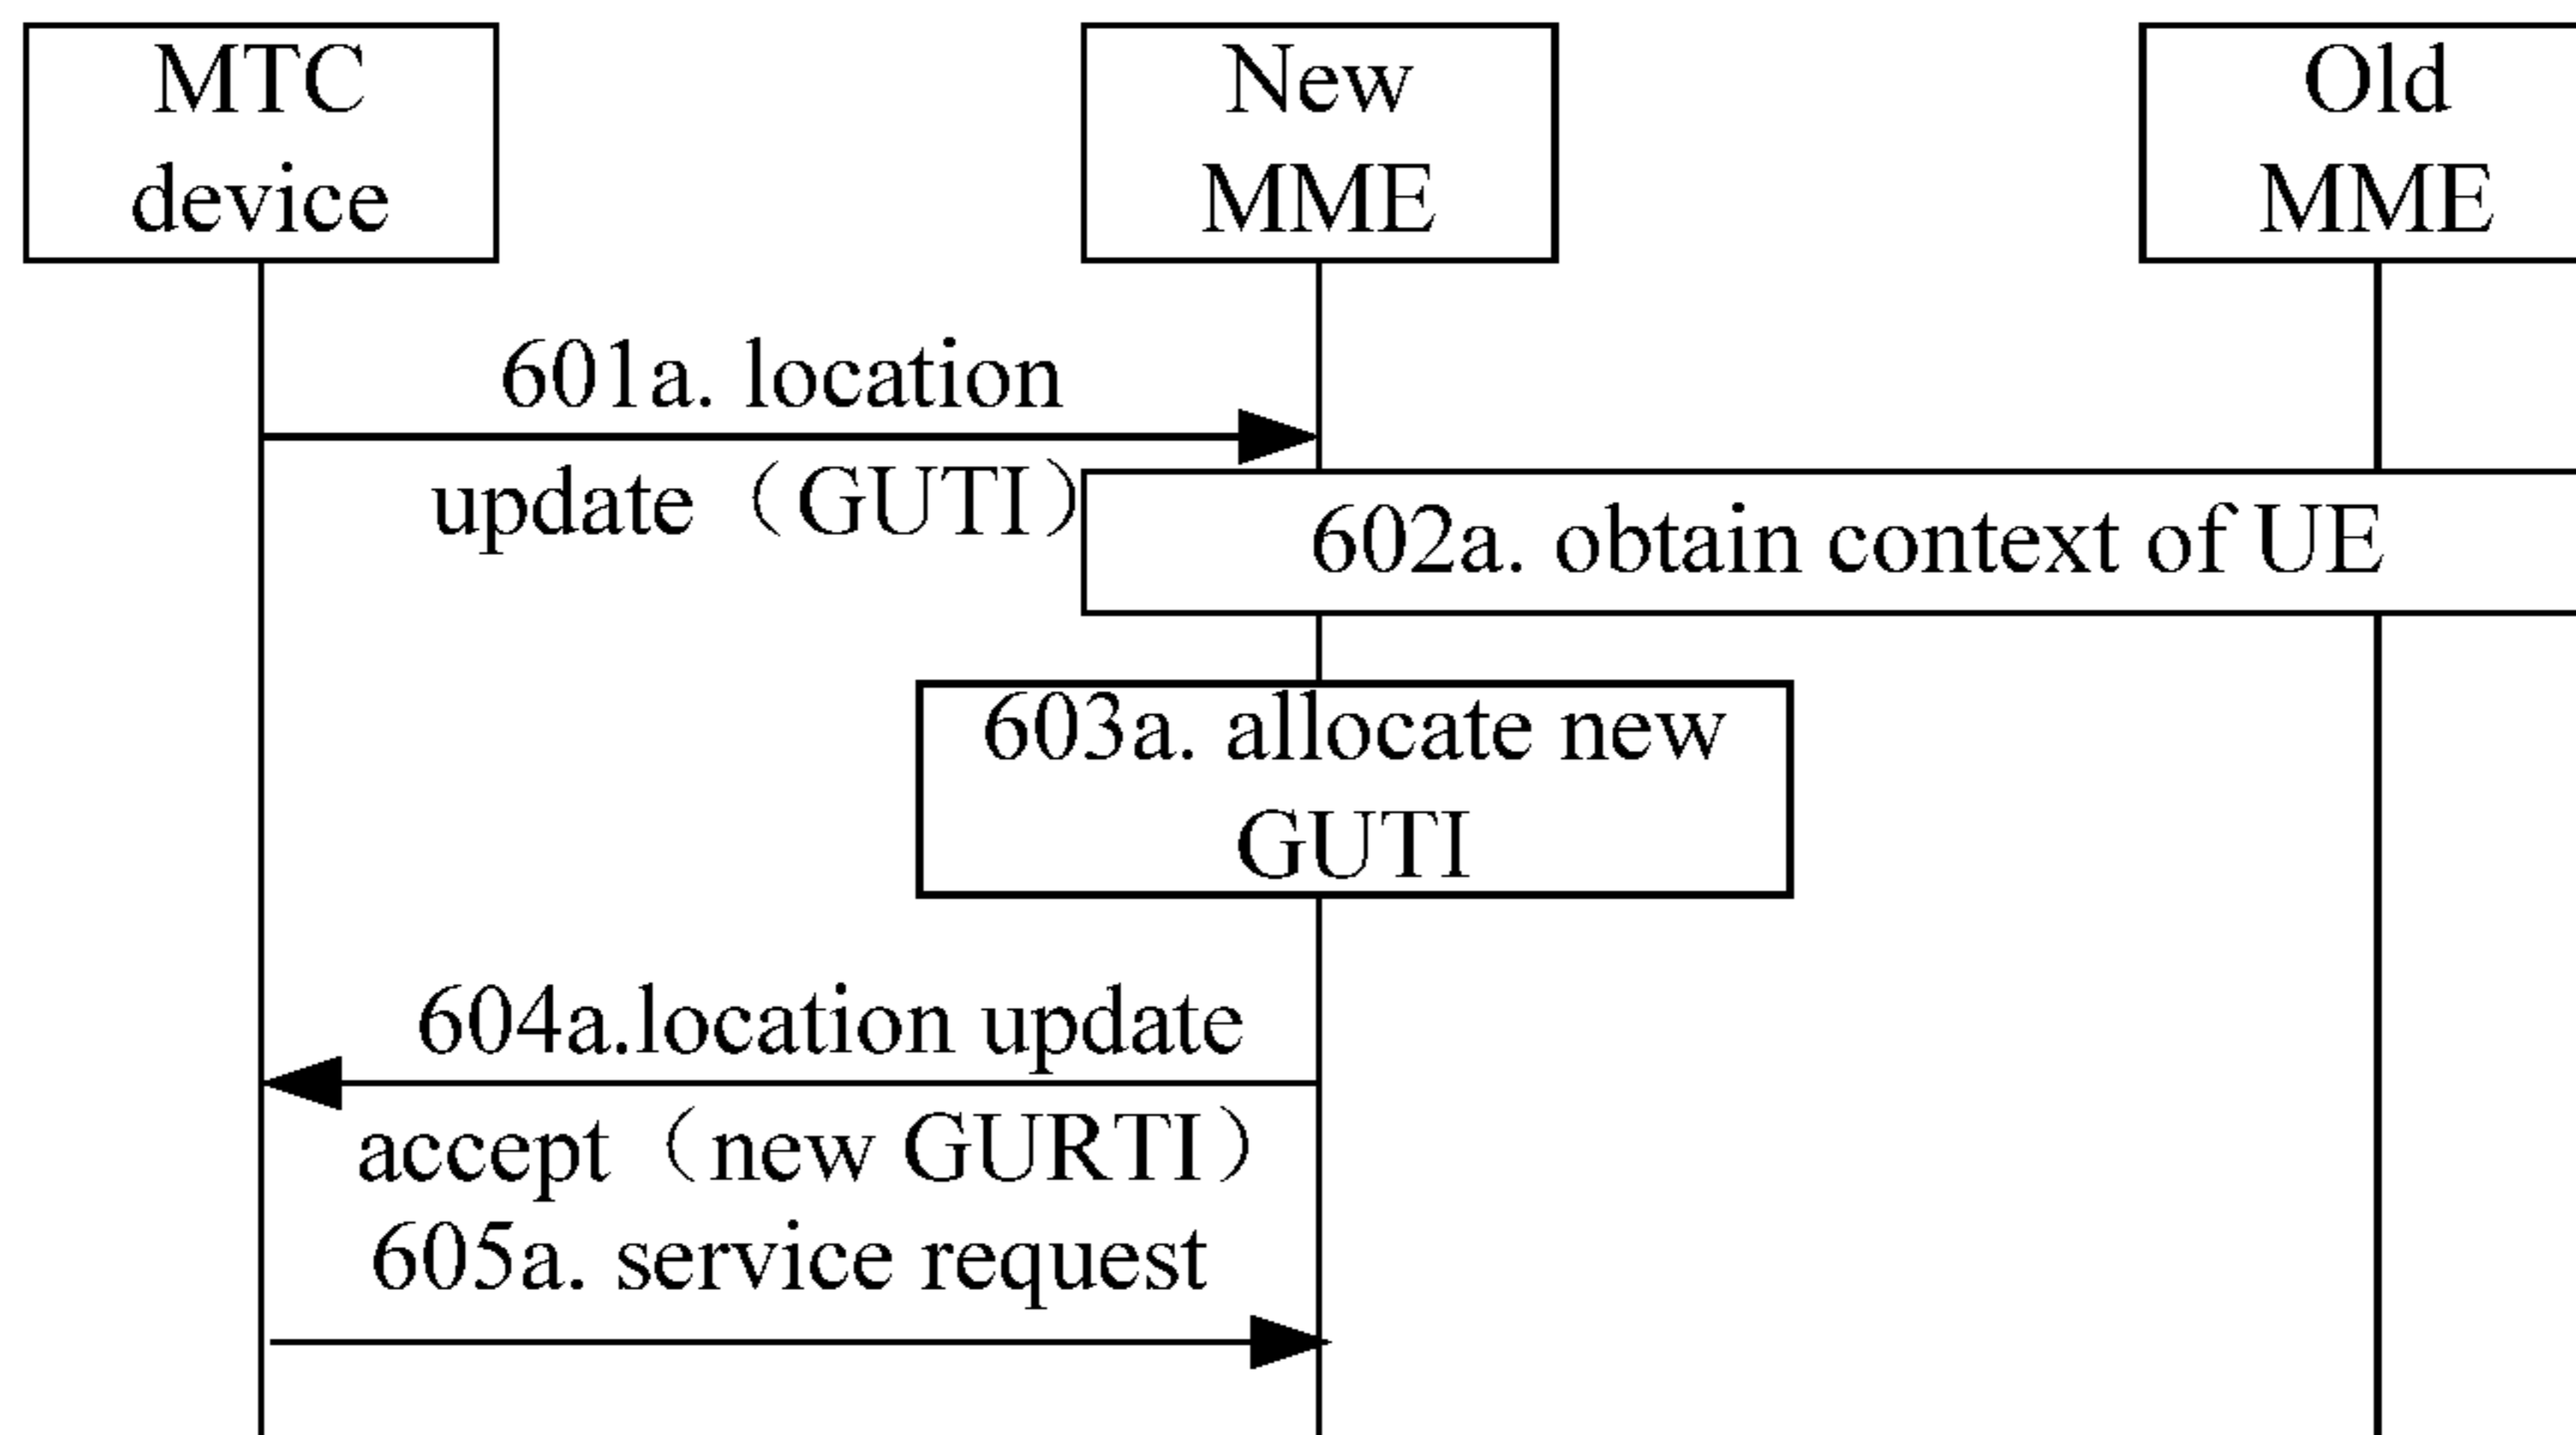 MTC
device
New
MME
Old
MME
601a. location
update（GUTI）
602a. obtain context of UE
603a. allocate new
GUTI
604a.location update
accept（new GURTI）
605a. service request